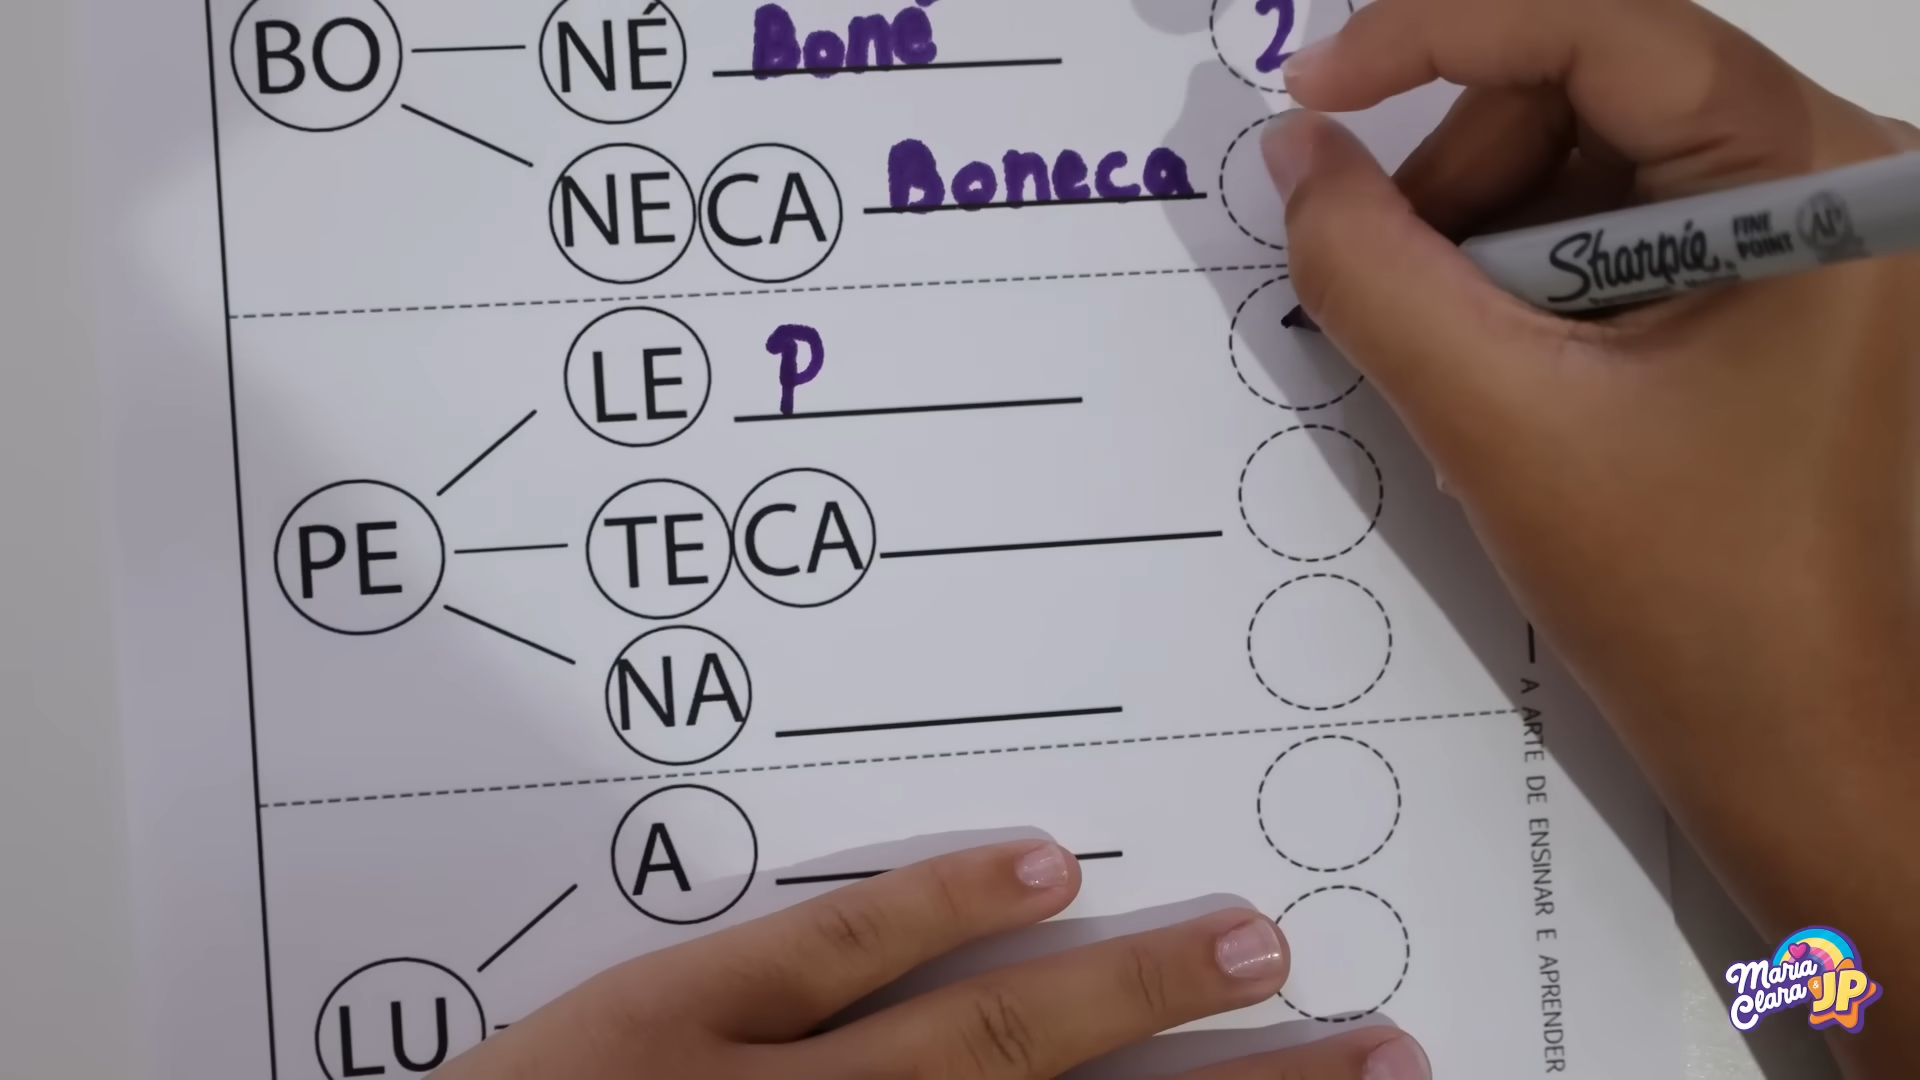 BO NÉ Boné 2
NE CA Boneca
LE P
PE TE CA
NA
A
LU
Sharpie FINE POINT AP
A ARTE DE ENSINAR E APRENDER
Maria Clara & JP